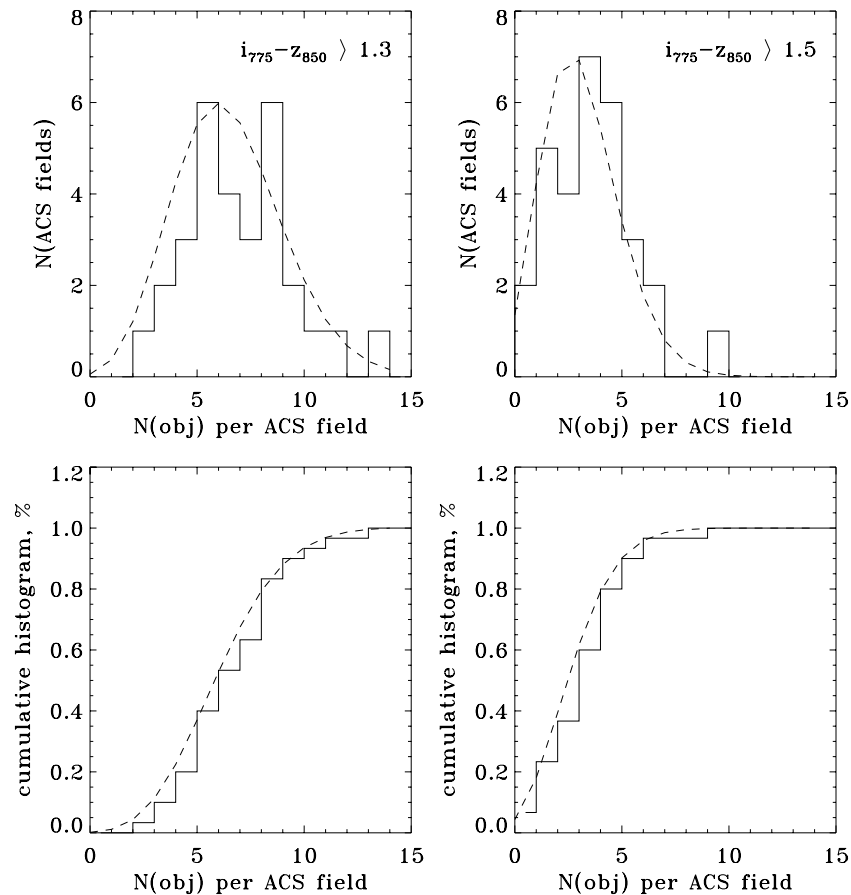 i775−z850 〉 1.3
8
6
4
2
0
N(ACS fields)
0 5 10 15
N(obj) per ACS field
i775−z850 〉 1.5
8
6
4
2
0
N(ACS fields)
0 5 10 15
N(obj) per ACS field
1.2
1.0
0.8
0.6
0.4
0.2
0.0
cumulative histogram, %
0 5 10 15
N(obj) per ACS field
1.2
1.0
0.8
0.6
0.4
0.2
0.0
cumulative histogram, %
0 5 10 15
N(obj) per ACS field